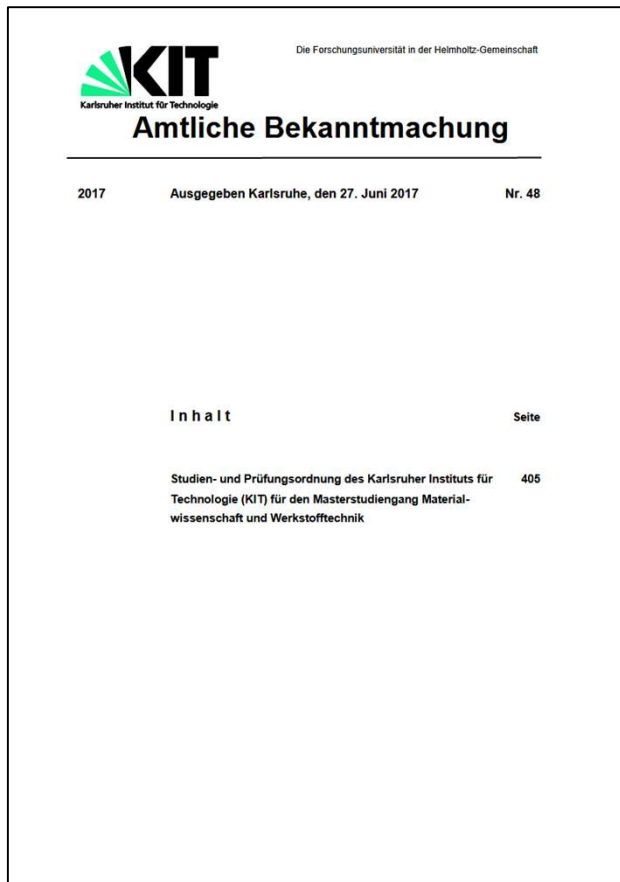 Die Forschungsuniversität in der Helmholtz-Gemeinschaft
KIT
Karlsruher Institut für Technologie
Amtliche Bekanntmachung
2017 Ausgegeben Karlsruhe, den 27. Juni 2017 Nr. 48
I n h a l t Seite
Studien- und Prüfungsordnung des Karlsruher Instituts für 405
Technologie (KIT) für den Masterstudiengang Material-
wissenschaft und Werkstofftechnik